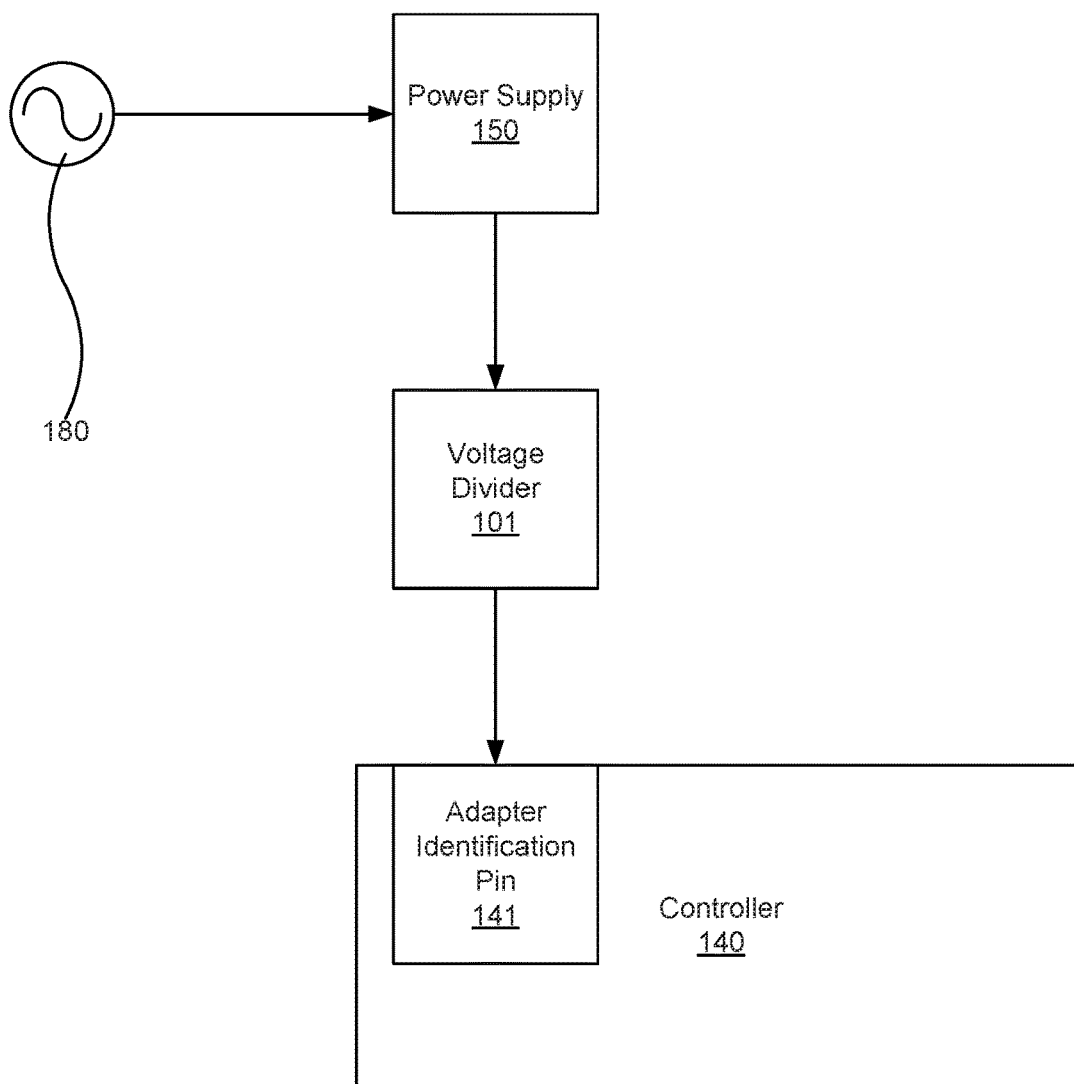 Power Supply
150
180
Voltage
Divider
101
Adapter
Identification
Pin
141
Controller
140